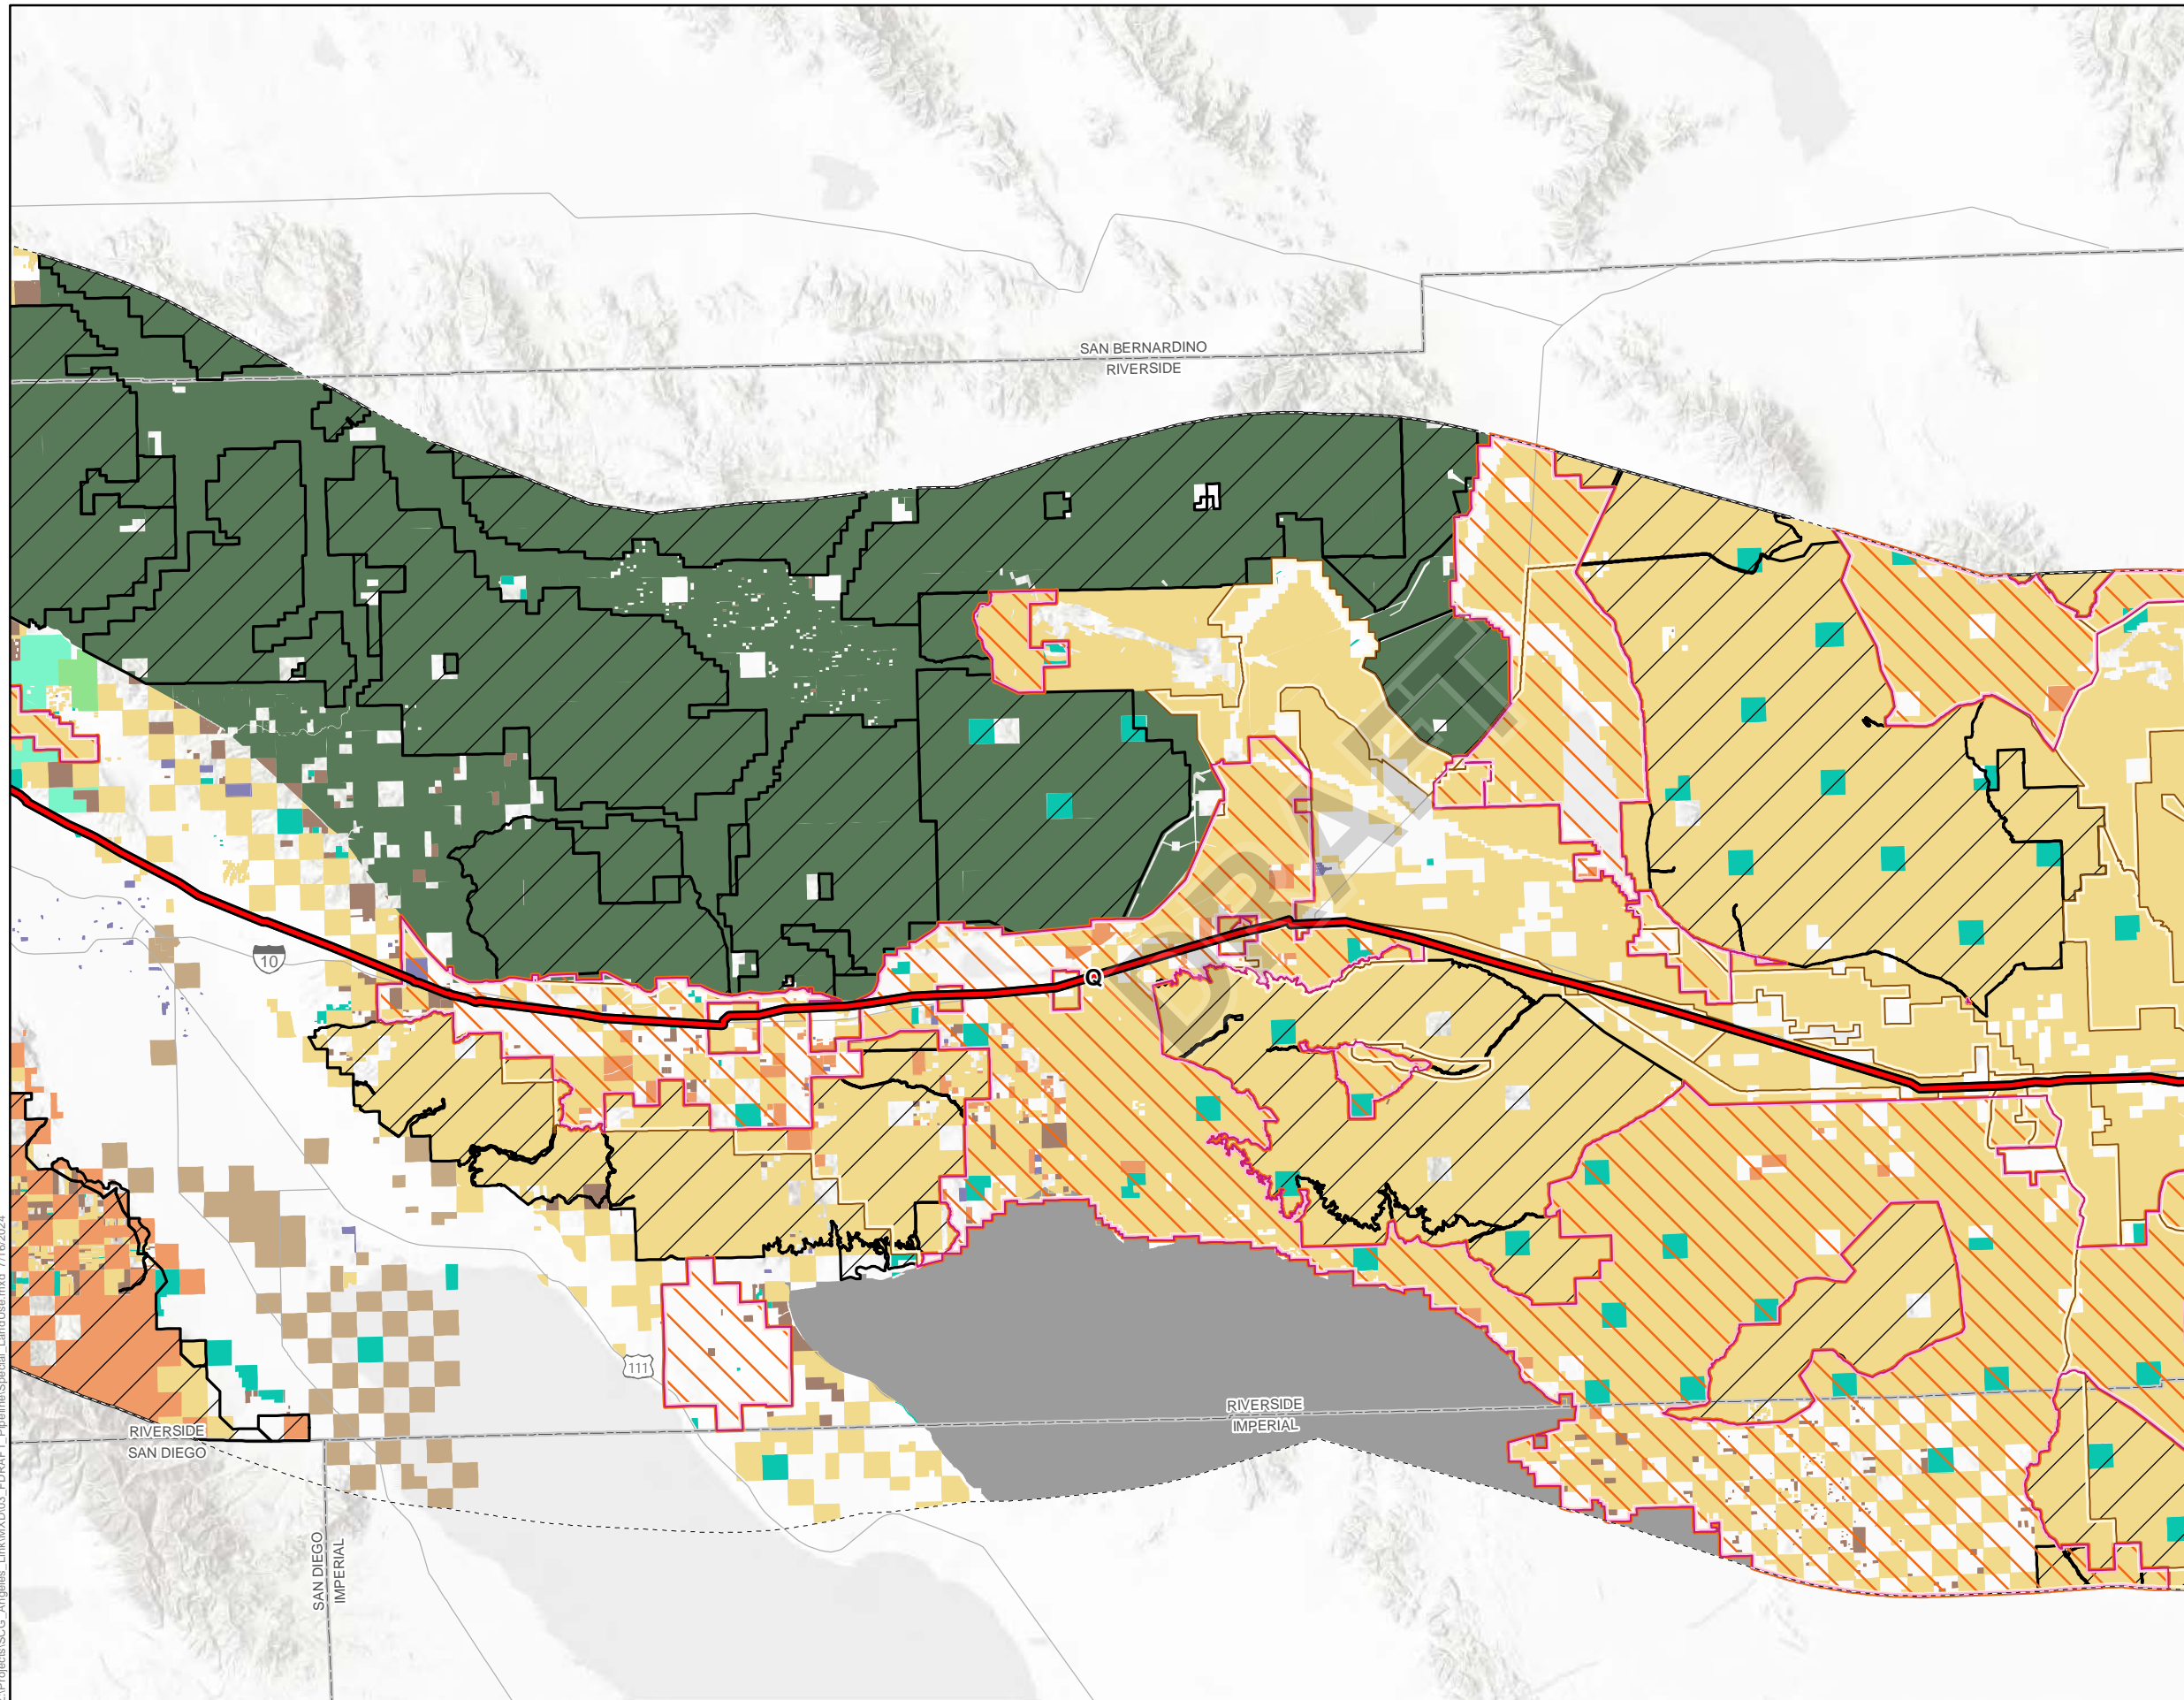 SAN BERNARDINO
RIVERSIDE
DRAFT
10
Q
111
RIVERSIDE
IMPERIAL
RIVERSIDE
SAN DIEGO
SAN DIEGO
IMPERIAL